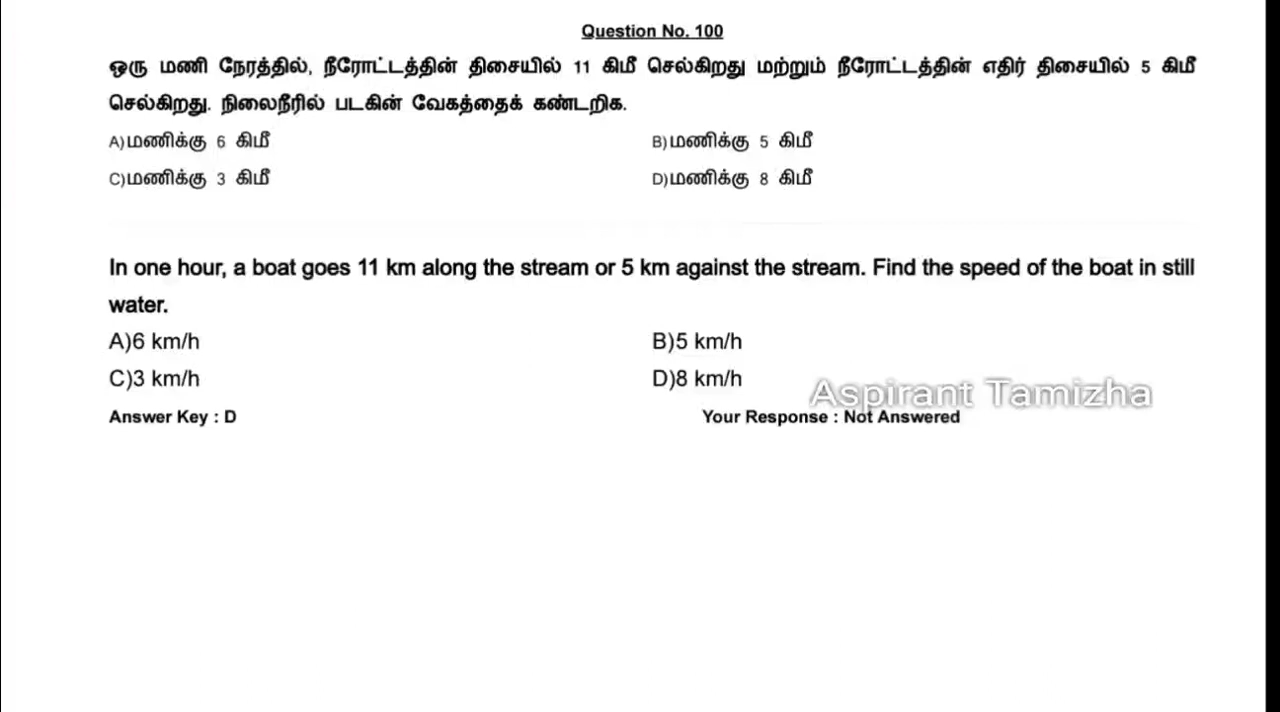 Question No. 100
ஒரு மணி நேரத்தில், நீரோட்டத்தின் திசையில் 11 கிமீ செல்கிறது மற்றும் நீரோட்டத்தின் எதிர் திசையில் 5 கிமீ
செல்கிறது. நிலைநீரில் படகின் வேகத்தைக் கண்டறிக.
A)மணிக்கு 6 கிமீ B)மணிக்கு 5 கிமீ
C)மணிக்கு 3 கிமீ D)மணிக்கு 8 கிமீ
In one hour, a boat goes 11 km along the stream or 5 km against the stream. Find the speed of the boat in still
water.
A)6 km/h B)5 km/h
C)3 km/h D)8 km/h
Aspirant Tamizha
Answer Key : D Your Response : Not Answered